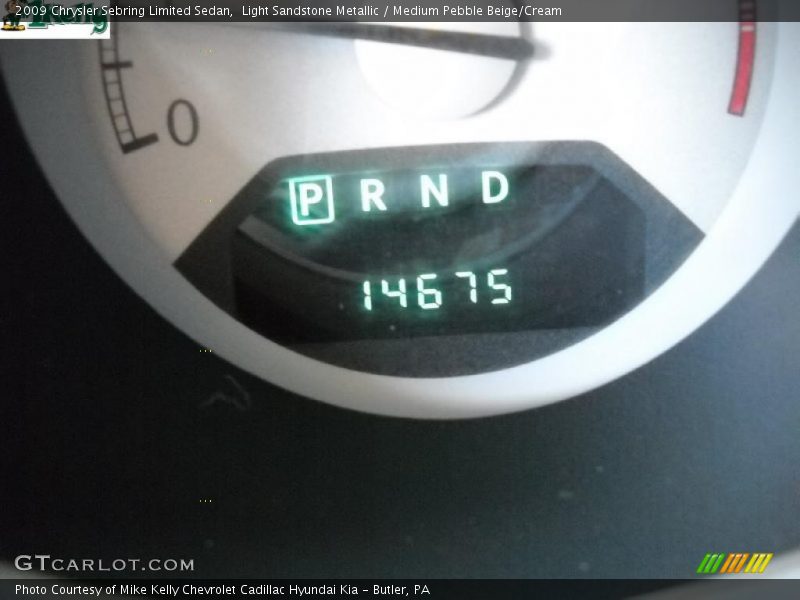 2009 Chrysler Sebring Limited Sedan, Light Sandstone Metallic / Medium Pebble Beige/Cream
Kelly
0
P R N D
14675
GTCARLOT.COM
Photo Courtesy of Mike Kelly Chevrolet Cadillac Hyundai Kia - Butler, PA